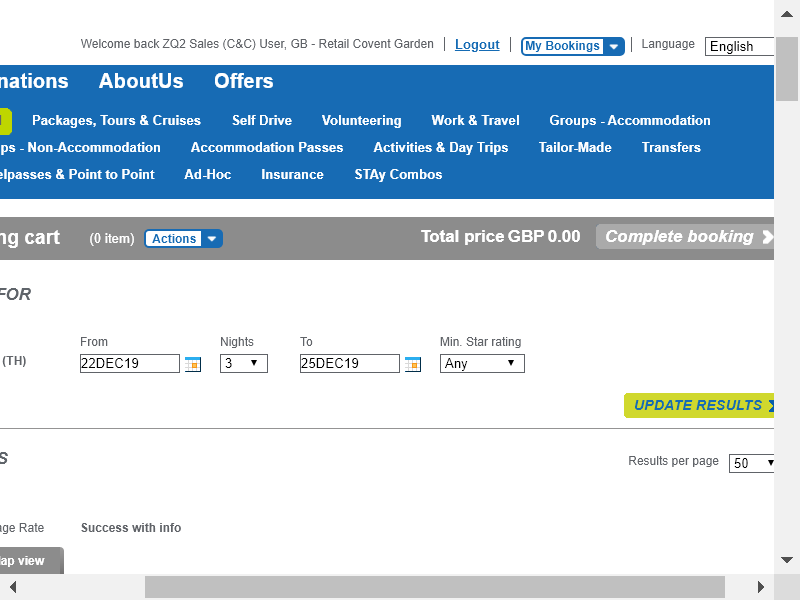 Welcome back ZQ2 Sales (C&C) User, GB - Retail Covent Garden | Logout | My Bookings | Language English
nations AboutUs Offers
Packages, Tours & Cruises Self Drive Volunteering Work & Travel Groups - Accommodation
ps - Non-Accommodation Accommodation Passes Activities & Day Trips Tailor-Made Transfers
elpasses & Point to Point Ad-Hoc Insurance STAy Combos
ng cart (0 item) Actions Total price GBP 0.00 Complete booking
FOR
From Nights To Min. Star rating
(TH) 22DEC19 3 25DEC19 Any
UPDATE RESULTS
S
Results per page 50
age Rate Success with info
ap view